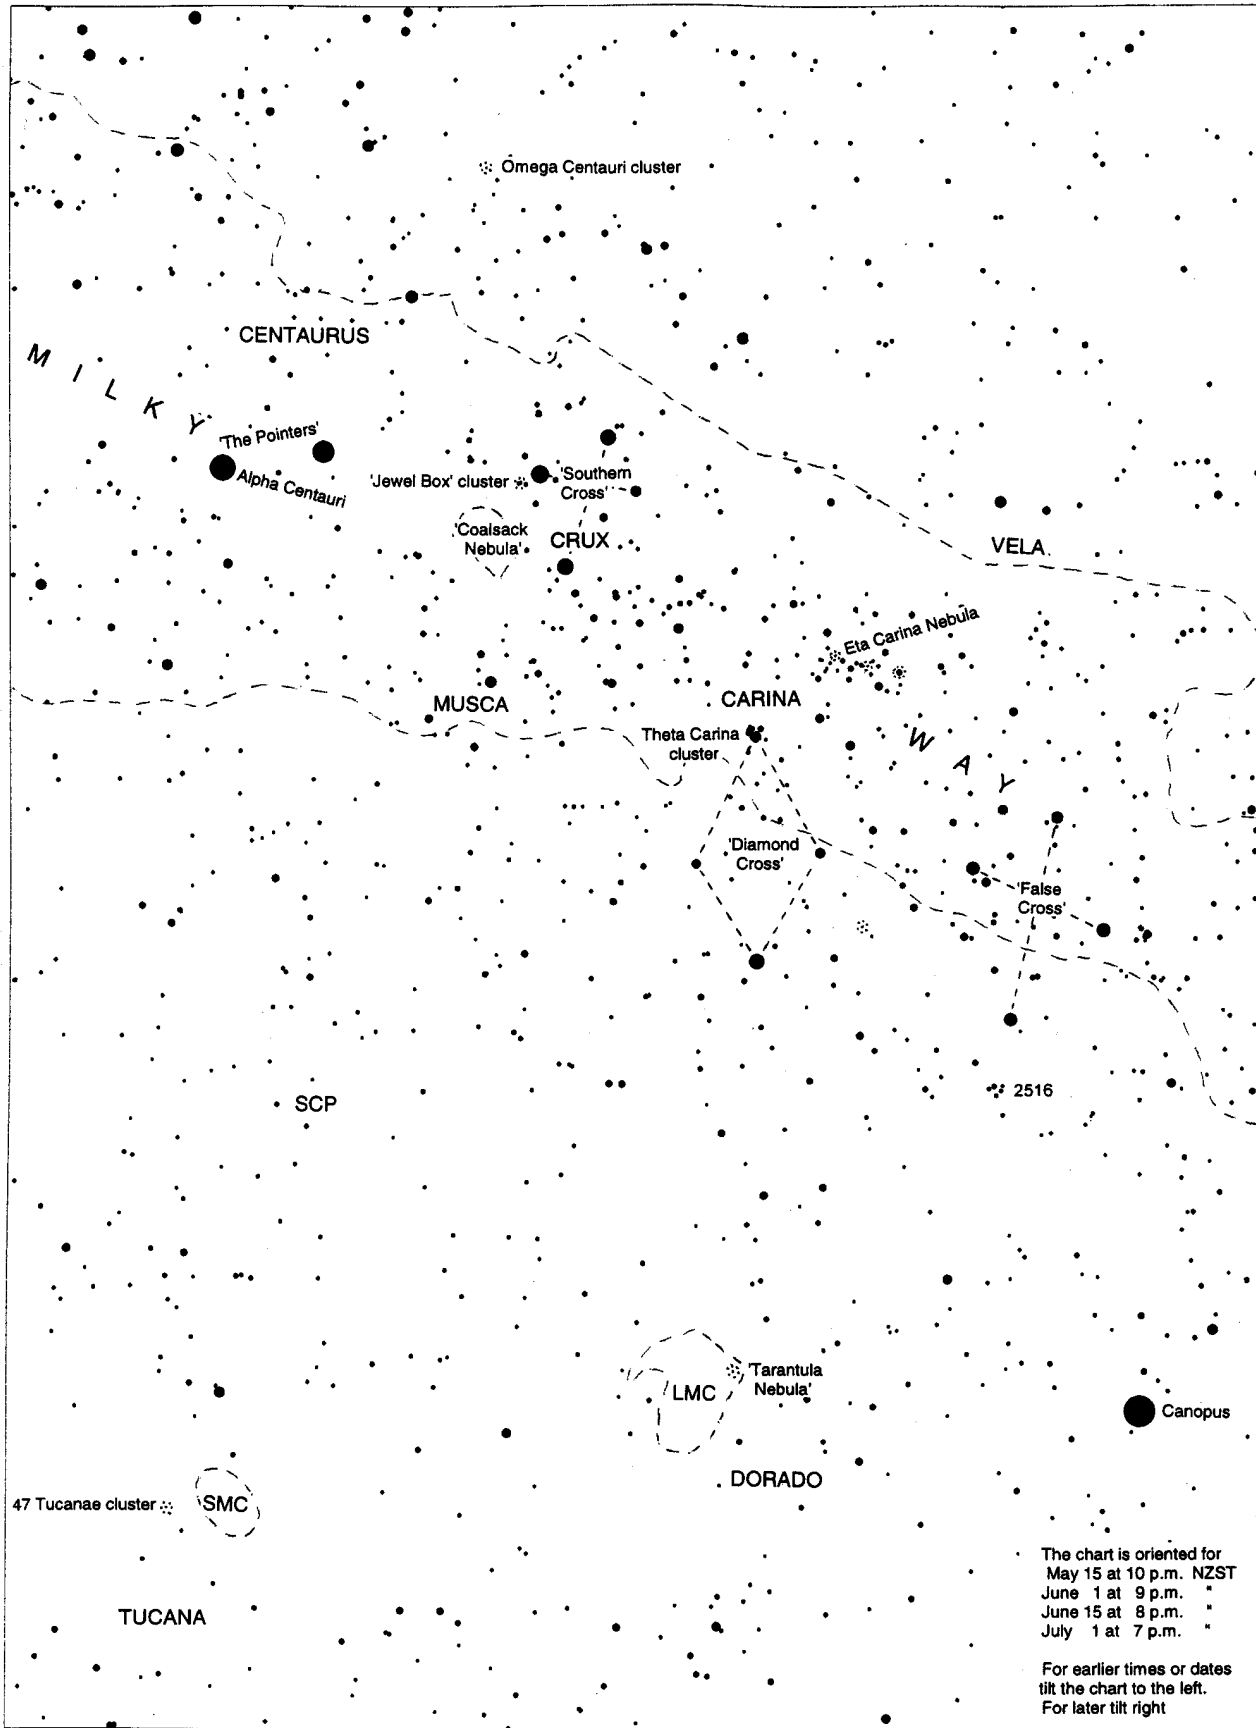 Omega Centauri cluster
CENTAURUS
M I L K Y
'The Pointers'
Alpha Centauri
'Jewel Box' cluster
'Southern
Cross'
'Coalsack
Nebula'
CRUX
VELA
Eta Carina Nebula
MUSCA
CARINA
Theta Carina
cluster
W A Y
'Diamond
Cross'
'False
Cross'
2516
SCP
LMC
'Tarantula
Nebula'
Canopus
DORADO
47 Tucanae cluster
SMC
TUCANA
The chart is oriented for
May 15 at 10 p.m. NZST
June 1 at 9 p.m. "
June 15 at 8 p.m. "
July 1 at 7 p.m. "
For earlier times or dates
tilt the chart to the left.
For later tilt right